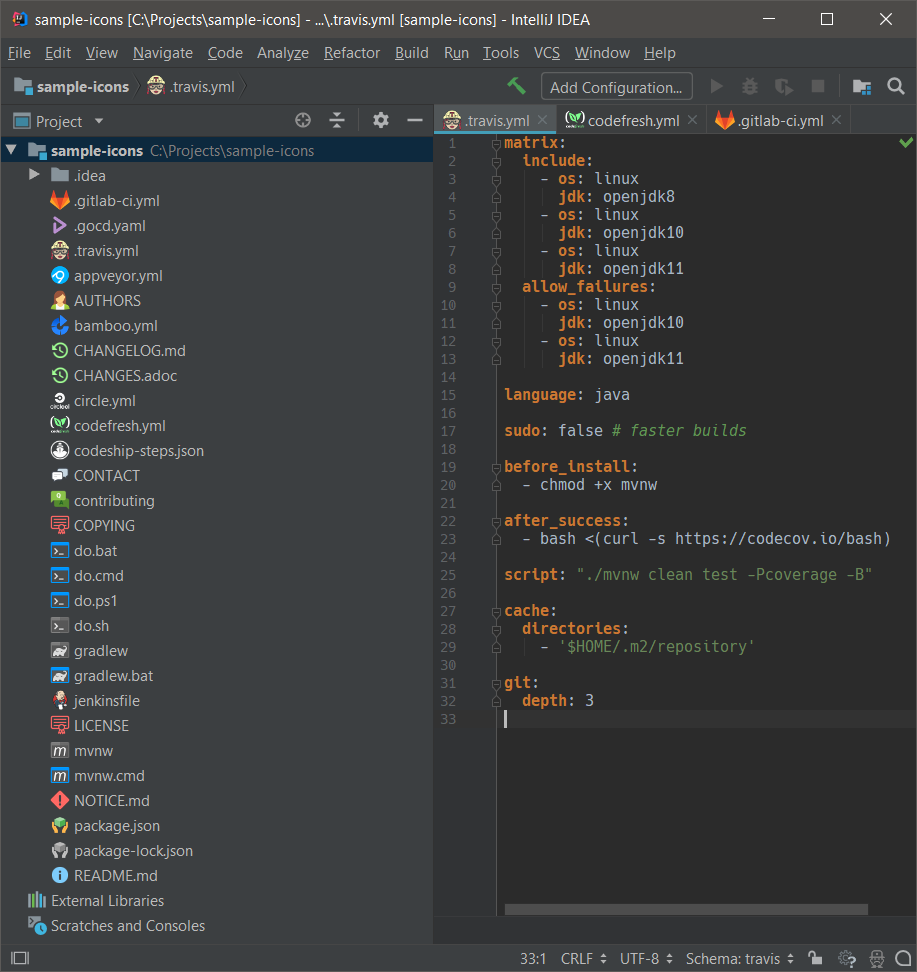 sample-icons [C:\Projects\sample-icons] - ...\.travis.yml [sample-icons] - IntelliJ IDEA
File Edit View Navigate Code Analyze Refactor Build Run Tools VCS Window Help
sample-icons .travis.yml Add Configuration...
Project
.travis.yml codefresh.yml .gitlab-ci.yml
sample-icons C:\Projects\sample-icons
.idea
.gitlab-ci.yml
.gocd.yaml
.travis.yml
appveyor.yml
AUTHORS
bamboo.yml
CHANGELOG.md
CHANGES.adoc
circle.yml
codefresh.yml
codeship-steps.json
CONTACT
contributing
COPYING
do.bat
do.cmd
do.ps1
do.sh
gradlew
gradlew.bat
jenkinsfile
LICENSE
mvnw
mvnw.cmd
NOTICE.md
package.json
package-lock.json
README.md
External Libraries
Scratches and Consoles
1 matrix:
2 include:
3 - os: linux
4 jdk: openjdk8
5 - os: linux
6 jdk: openjdk10
7 - os: linux
8 jdk: openjdk11
9 allow_failures:
10 - os: linux
11 jdk: openjdk10
12 - os: linux
13 jdk: openjdk11
14
15 language: java
16
17 sudo: false # faster builds
18
19 before_install:
20 - chmod +x mvnw
21
22 after_success:
23 - bash <(curl -s https://codecov.io/bash)
24
25 script: "./mvnw clean test -Pcoverage -B"
26
27 cache:
28 directories:
29 - '$HOME/.m2/repository'
30
31 git:
32 depth: 3
33
33:1 CRLF UTF-8 Schema: travis